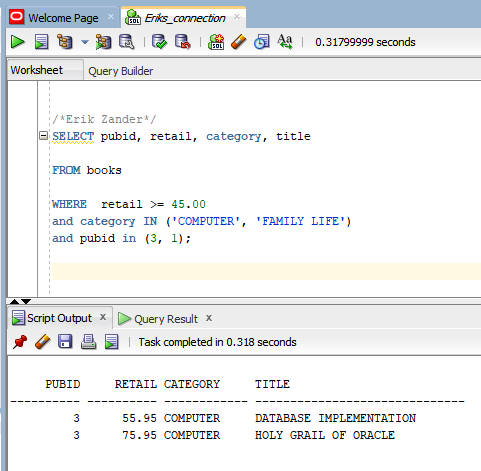 Welcome Page Eriks_connection
SQL SQL 0.31799999 seconds
Worksheet Query Builder
/*Erik Zander*/
SELECT pubid, retail, category, title
FROM books
WHERE  retail >= 45.00
and category IN ('COMPUTER', 'FAMILY LIFE')
and pubid in (3, 1);
Script Output x Query Result x
Task completed in 0.318 seconds
PUBID RETAIL CATEGORY TITLE
---------- ---------- ------------ ------------------------------
3 55.95 COMPUTER DATABASE IMPLEMENTATION
3 75.95 COMPUTER HOLY GRAIL OF ORACLE